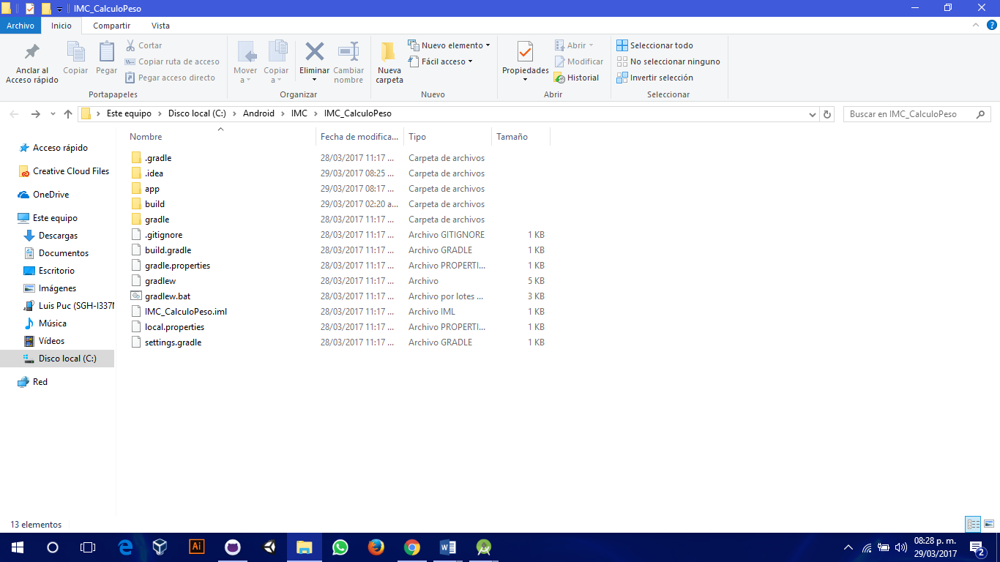 IMC_CalculoPeso
Archivo Inicio Compartir Vista
Anclar al Acceso rápido
Copiar
Pegar
Cortar
Copiar ruta de acceso
Pegar acceso directo
Portapapeles
Mover a
Copiar a
Eliminar
Cambiar nombre
Organizar
Nueva carpeta
Nuevo elemento
Fácil acceso
Nuevo
Propiedades
Abrir
Modificar
Historial
Abrir
Seleccionar todo
No seleccionar ninguno
Invertir selección
Seleccionar
Este equipo > Disco local (C:) > Android > IMC > IMC_CalculoPeso
Buscar en IMC_CalculoPeso
Acceso rápido
Creative Cloud Files
OneDrive
Este equipo
Descargas
Documentos
Escritorio
Imágenes
Luis Puc (SGH-I337M
Música
Vídeos
Disco local (C:)
Red
Nombre Fecha de modifica... Tipo Tamaño
.gradle 28/03/2017 11:17 ... Carpeta de archivos
.idea 29/03/2017 08:25 ... Carpeta de archivos
app 29/03/2017 08:17 ... Carpeta de archivos
build 29/03/2017 02:20 a... Carpeta de archivos
gradle 28/03/2017 11:17 ... Carpeta de archivos
.gitignore 28/03/2017 11:17 ... Archivo GITIGNORE 1 KB
build.gradle 28/03/2017 11:17 ... Archivo GRADLE 1 KB
gradle.properties 28/03/2017 11:17 ... Archivo PROPERTI... 1 KB
gradlew 28/03/2017 11:17 ... Archivo 5 KB
gradlew.bat 28/03/2017 11:17 ... Archivo por lotes ... 3 KB
IMC_CalculoPeso.iml 28/03/2017 11:17 ... Archivo IML 1 KB
local.properties 28/03/2017 11:17 ... Archivo PROPERTI... 1 KB
settings.gradle 28/03/2017 11:17 ... Archivo GRADLE 1 KB
13 elementos
Ai
08:28 p. m.
29/03/2017
2